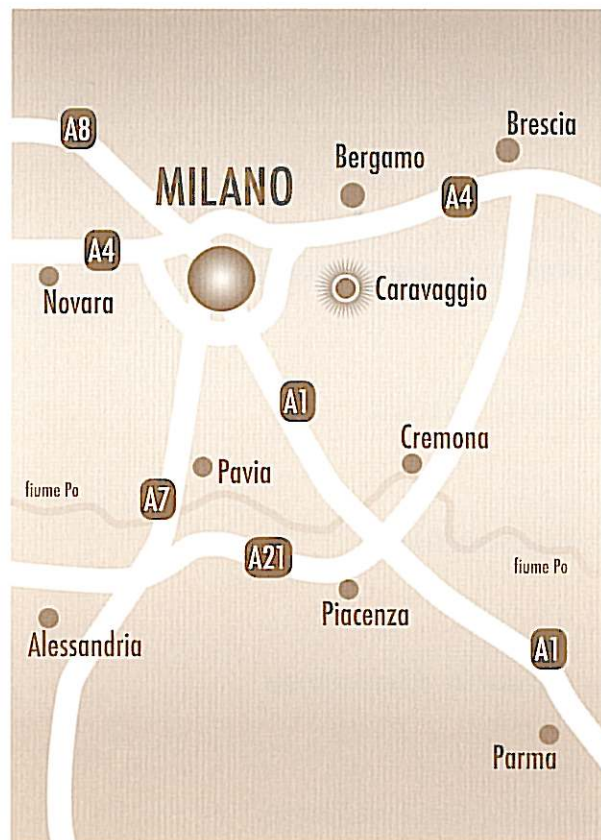 A8
Brescia
Bergamo
MILANO
A4
A4
Novara
Caravaggio
A1
Cremona
Pavia
fiume Po
A7
A21
fiume Po
Piacenza
Alessandria
A1
Parma